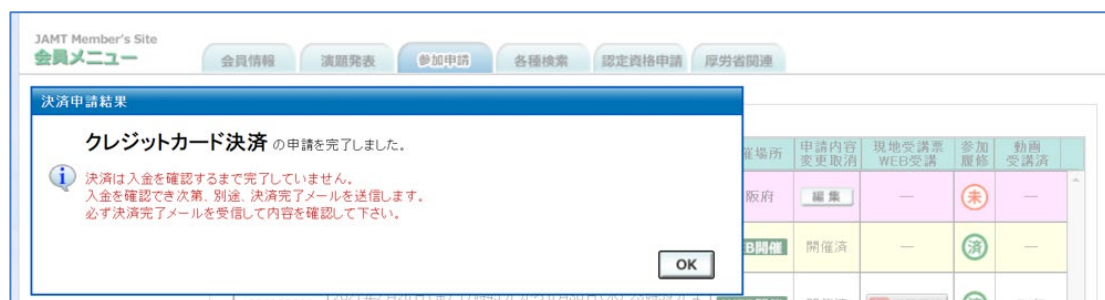 JAMT Member's Site
会員メニュー
会員情報 演題発表 参加申請 各種検索 認定資格申請 厚労省関連
決済申請結果
クレジットカード決済 の申請を完了しました。
決済は入金を確認するまで完了していません。
入金を確認でき次第、別途、決済完了メールを送信します。
必ず決済完了メールを受信して内容を確認して下さい。
OK
催場所 申請内容 現地受講票 参加 動画
変更取消 WEB受講 履修 受講済
阪府 編集 — 未 —
B開催 開催済 — 済 —